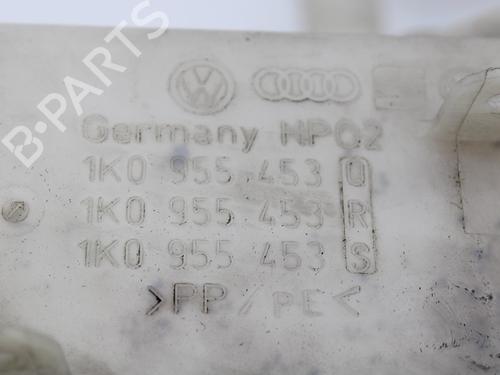 B-PARTS
Germany HP02
1K0 955 453 Q
1K0 955 453 R
1K0 955 453 S
>PP/PE<